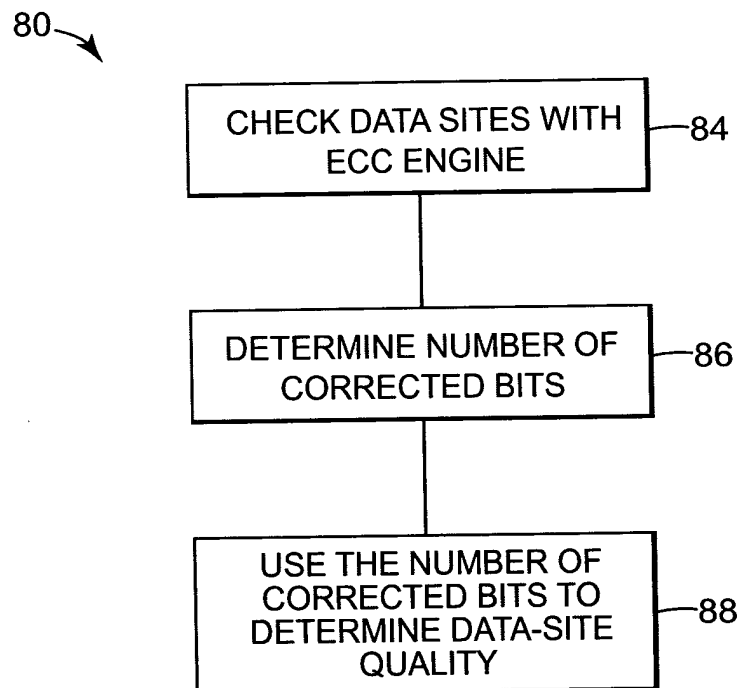 80
CHECK DATA SITES WITH
ECC ENGINE
84
DETERMINE NUMBER OF
CORRECTED BITS
86
USE THE NUMBER OF
CORRECTED BITS TO
DETERMINE DATA-SITE
QUALITY
88